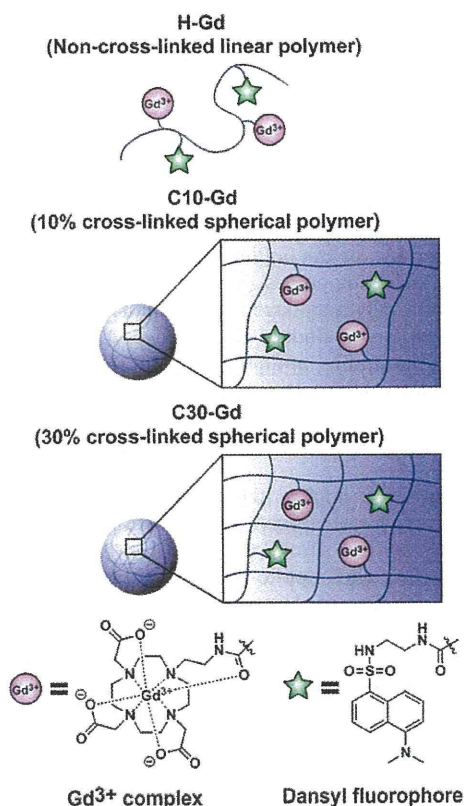 H-Gd
(Non-cross-linked linear polymer)
Gd³⁺
Gd³⁺
C10-Gd
(10% cross-linked spherical polymer)
Gd³⁺
Gd³⁺
C30-Gd
(30% cross-linked spherical polymer)
Gd³⁺
Gd³⁺
Gd³⁺ =
O
O
⊖
N
N
H
N
O
Gd³⁺
⊖
O
O
N
N
O
O
⊖
=
HN
H
N
O
O=S=O
N
Gd³⁺ complex
Dansyl fluorophore